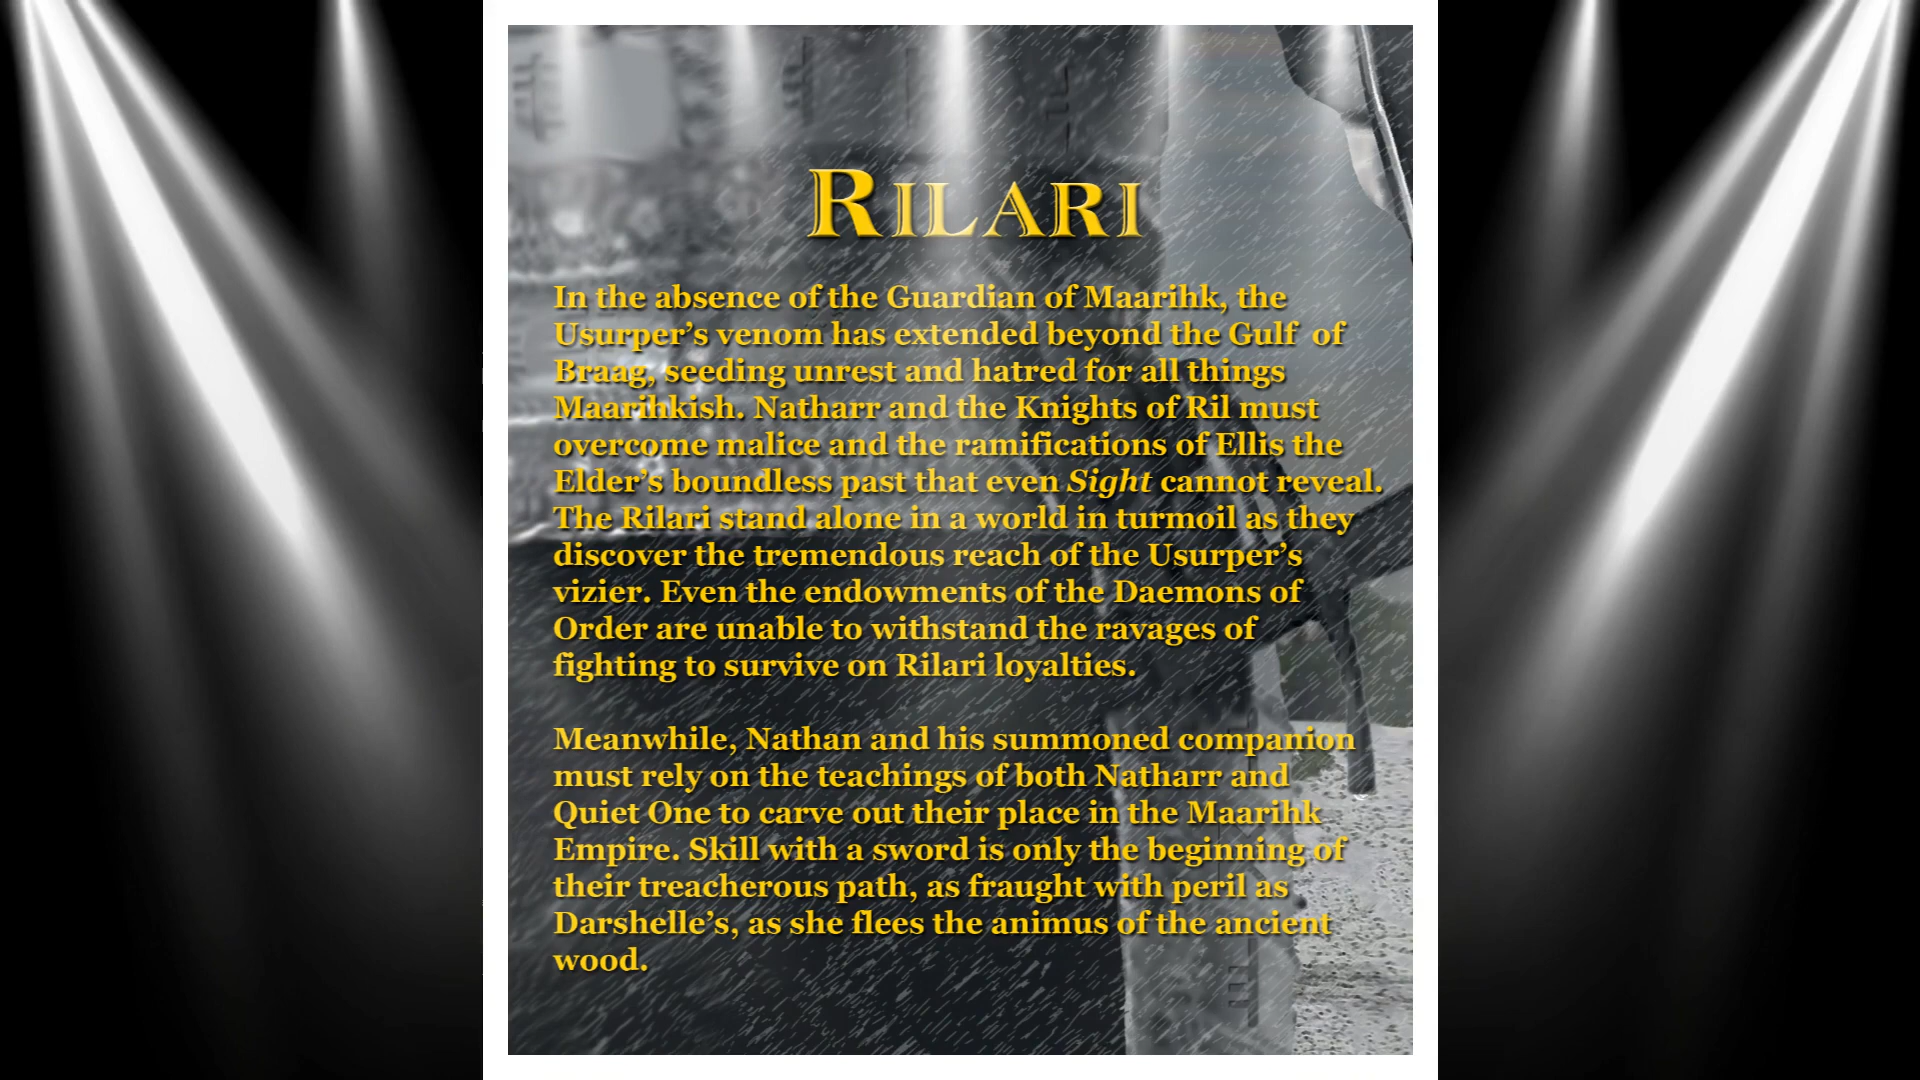 RILARI
In the absence of the Guardian of Maarihk, the
Usurper’s venom has extended beyond the Gulf of
Braag, seeding unrest and hatred for all things
Maarihkish. Natharr and the Knights of Ril must
overcome malice and the ramifications of Ellis the
Elder’s boundless past that even Sight cannot reveal.
The Rilari stand alone in a world in turmoil as they
discover the tremendous reach of the Usurper’s
vizier. Even the endowments of the Daemons of
Order are unable to withstand the ravages of
fighting to survive on Rilari loyalties.
Meanwhile, Nathan and his summoned companion
must rely on the teachings of both Natharr and
Quiet One to carve out their place in the Maarihk
Empire. Skill with a sword is only the beginning of
their treacherous path, as fraught with peril as
Darshelle’s, as she flees the animus of the ancient
wood.